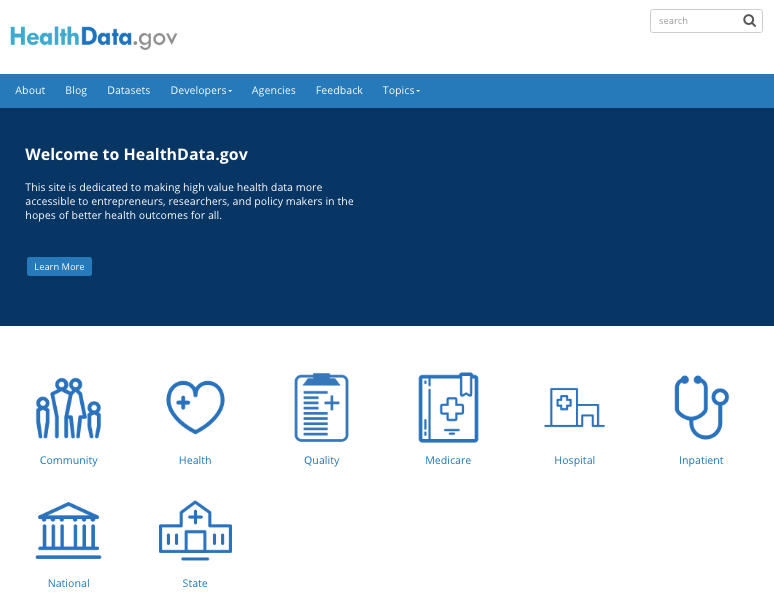 search
HealthData.gov
About Blog Datasets Developers Agencies Feedback Topics
Welcome to HealthData.gov
This site is dedicated to making high value health data more
accessible to entrepreneurs, researchers, and policy makers in the
hopes of better health outcomes for all.
Learn More
Community Health Quality Medicare Hospital Inpatient
National State